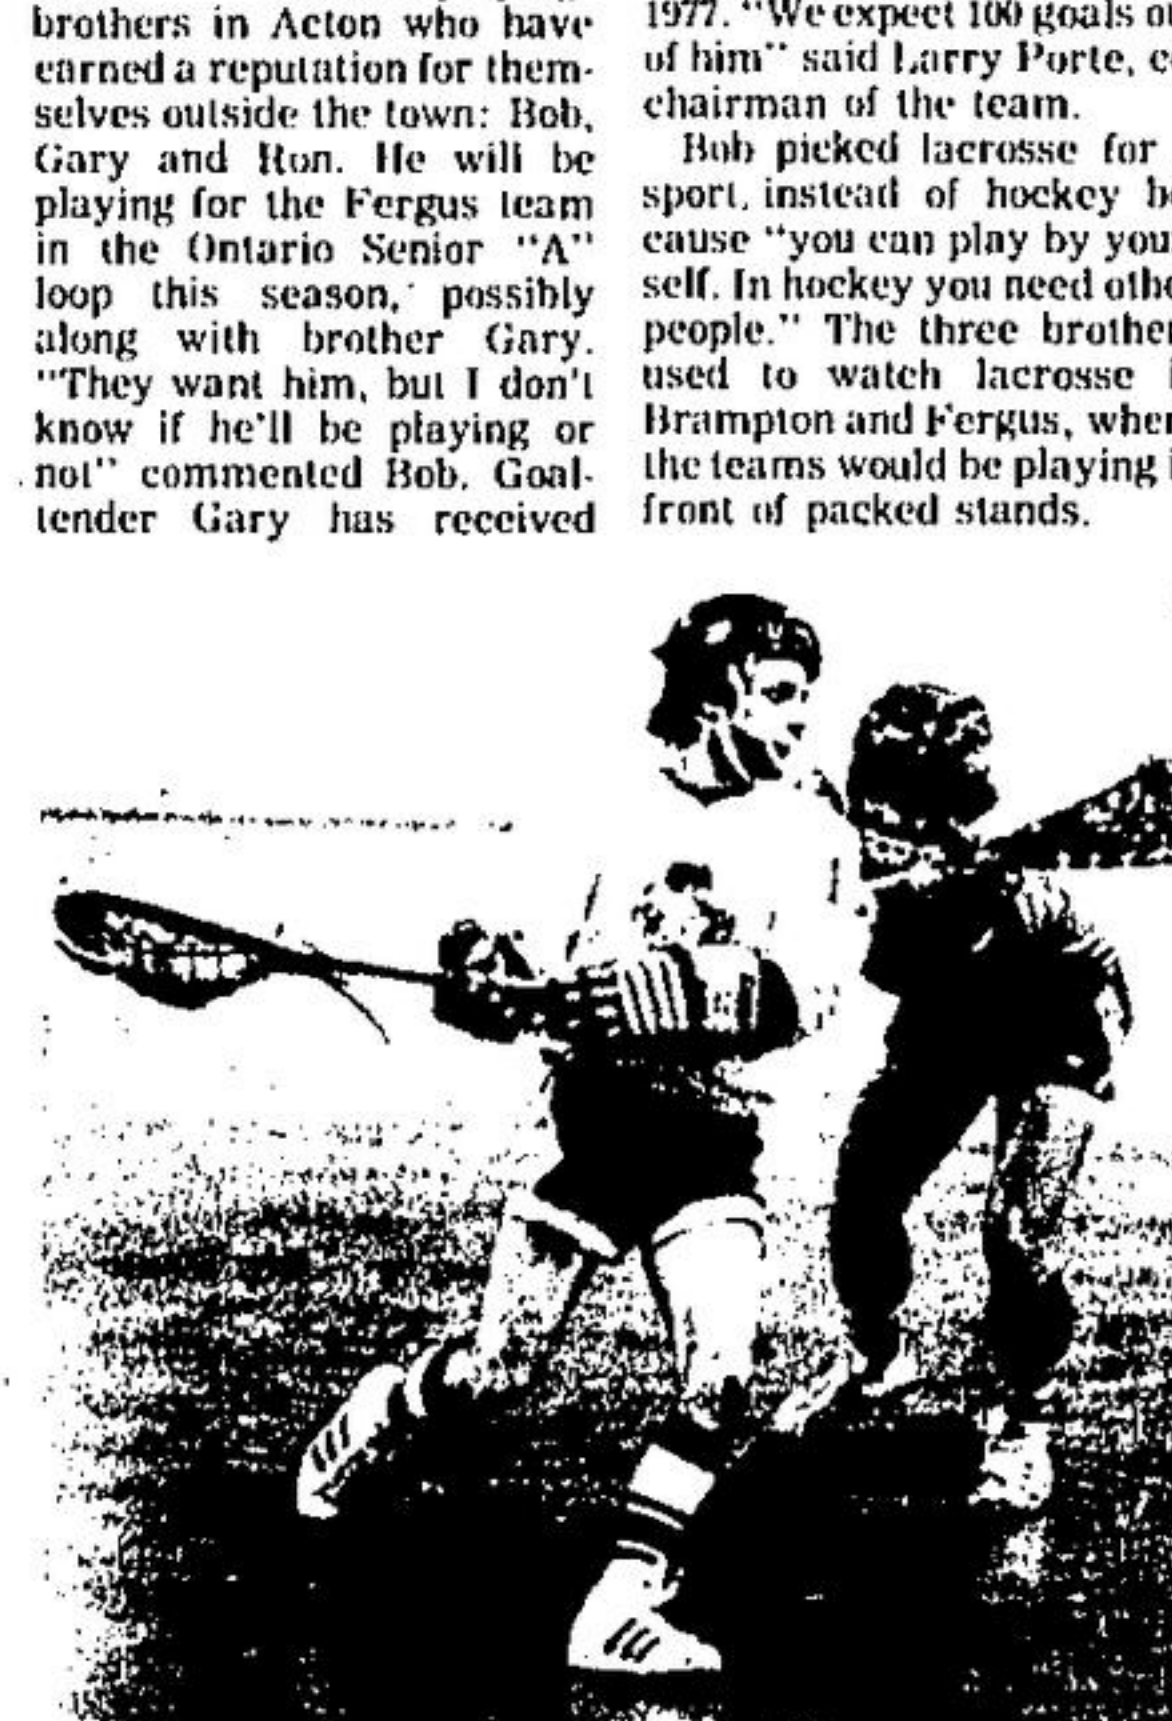 brothers in Acton who have
earned a reputation for them-
selves outside the town: Bob,
Gary and Ron. He will be
playing for the Fergus team
in the Ontario Senior "A"
loop this season, possibly
along with brother Gary.
"They want him, but I don't
know if he'll be playing or
not" commented Bob. Goal-
tender Gary has received
1977. "We expect 100 goals
of him" said Larry Porte,
chairman of the team.
Bob picked lacrosse for
sport, instead of hockey be
cause "you can play by your
self. In hockey you need othe
people." The three brother
used to watch lacrosse i
Brampton and Fergus, wher
the teams would be playing i
front of packed stands.